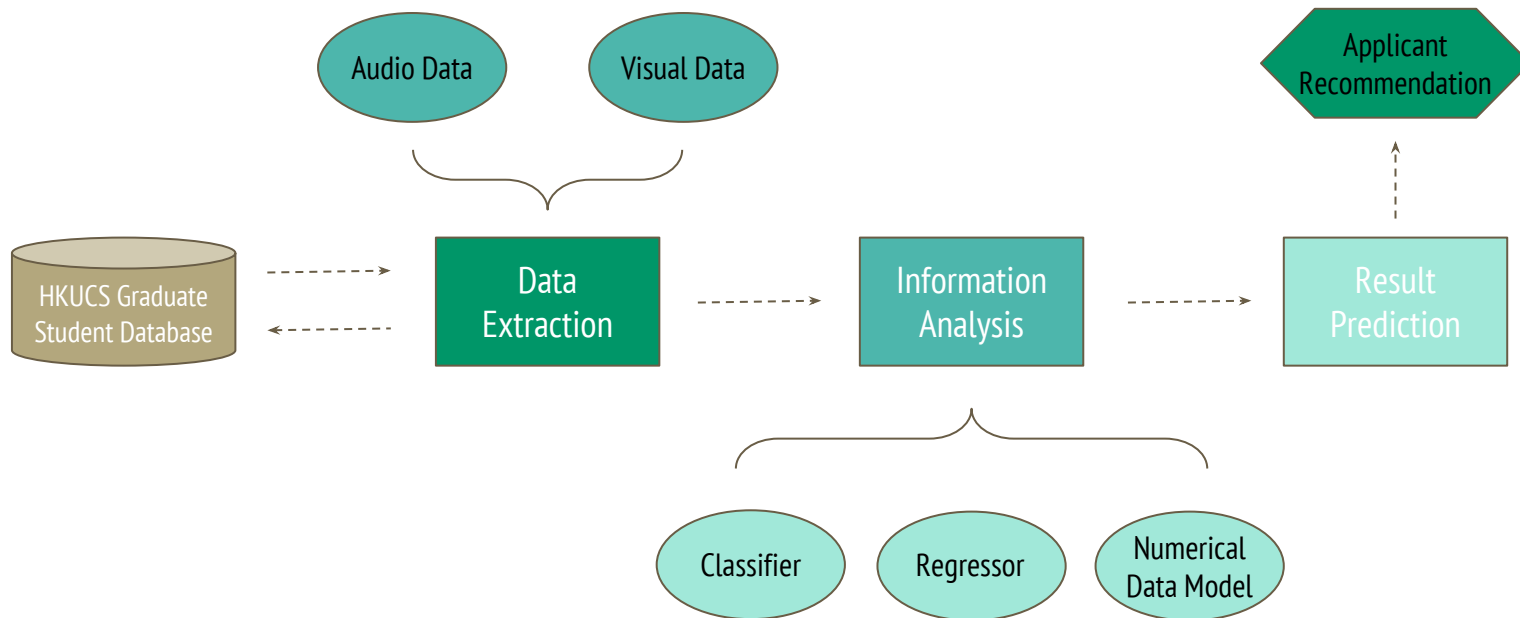 Audio Data
Visual Data
Applicant
Recommendation
HKUCS Graduate
Student Database
Data
Extraction
Information
Analysis
Result
Prediction
Classifier
Regressor
Numerical
Data Model